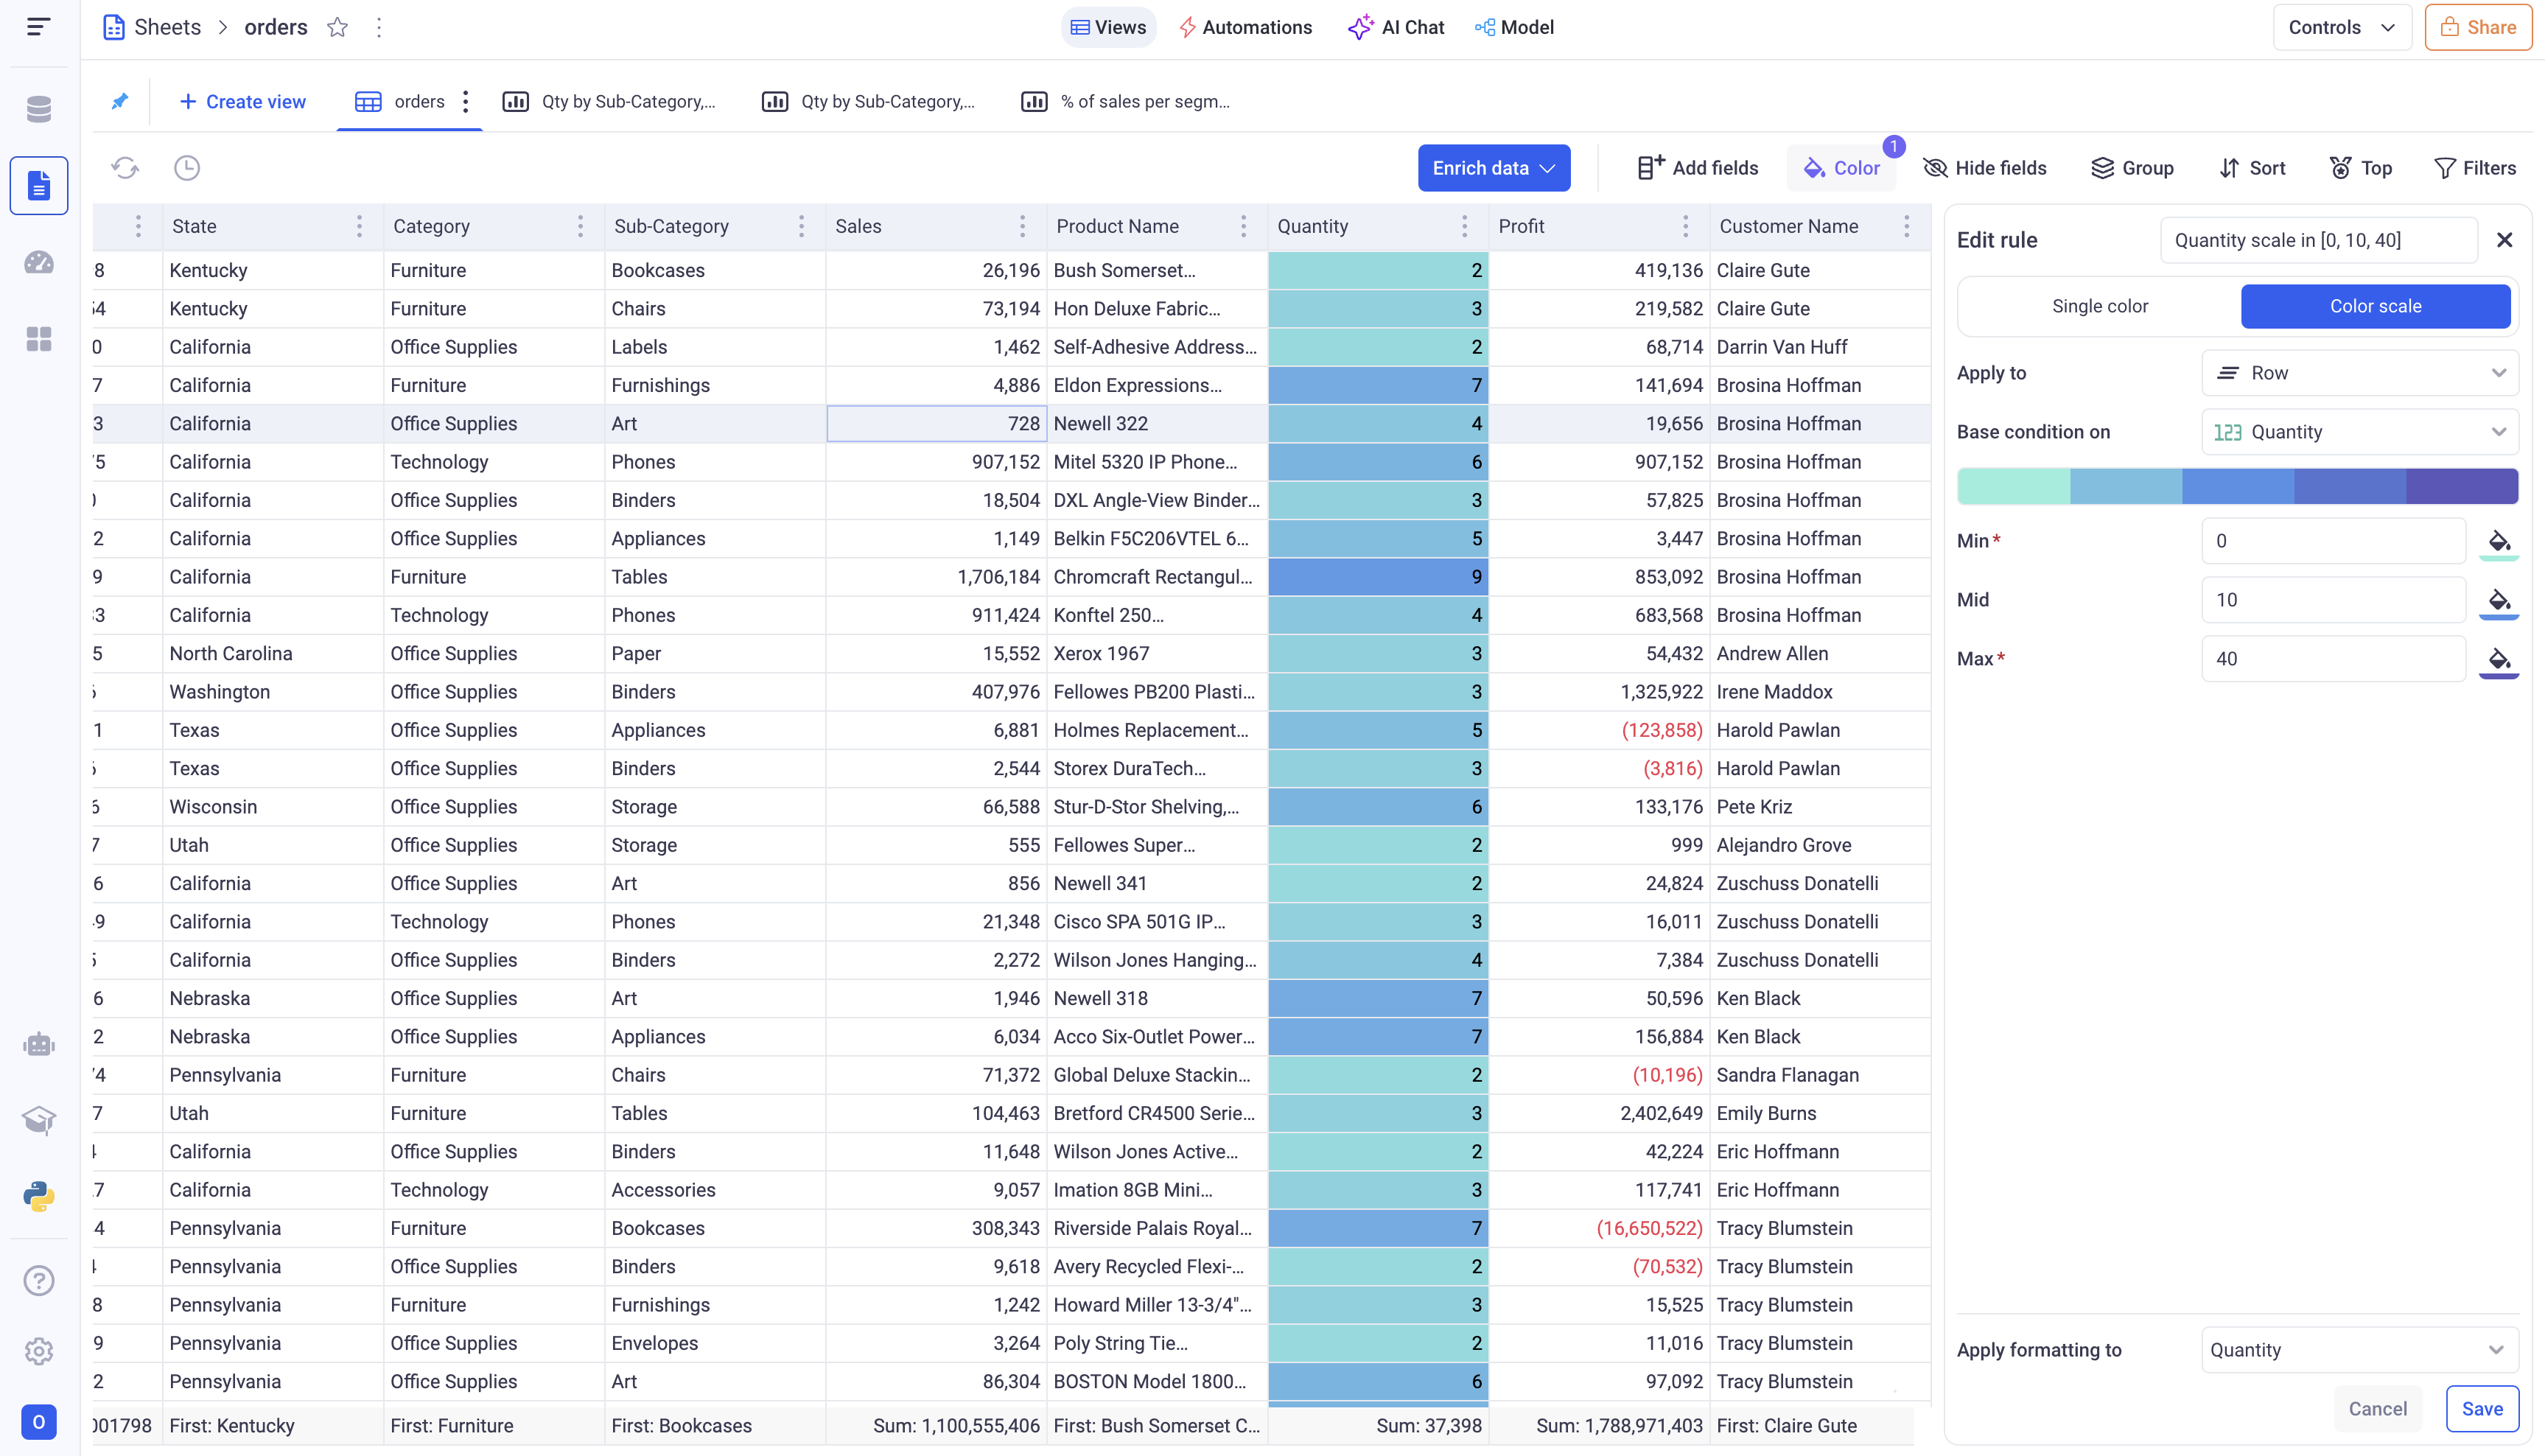 Sheets > orders
Views Automations AI Chat Model
Controls Share
+ Create view orders Qty by Sub-Category,... Qty by Sub-Category,... % of sales per segm...
Enrich data Add fields Color 1 Hide fields Group Sort Top Filters
State Category Sub-Category Sales Product Name Quantity Profit Customer Name
8 Kentucky Furniture Bookcases 26,196 Bush Somerset... 2 419,136 Claire Gute
54 Kentucky Furniture Chairs 73,194 Hon Deluxe Fabric... 3 219,582 Claire Gute
0 California Office Supplies Labels 1,462 Self-Adhesive Address... 2 68,714 Darrin Van Huff
7 California Furniture Furnishings 4,886 Eldon Expressions... 7 141,694 Brosina Hoffman
3 California Office Supplies Art 728 Newell 322 4 19,656 Brosina Hoffman
5 California Technology Phones 907,152 Mitel 5320 IP Phone... 6 907,152 Brosina Hoffman
California Office Supplies Binders 18,504 DXL Angle-View Binder... 3 57,825 Brosina Hoffman
2 California Office Supplies Appliances 1,149 Belkin F5C206VTEL 6... 5 3,447 Brosina Hoffman
9 California Furniture Tables 1,706,184 Chromcraft Rectangul... 9 853,092 Brosina Hoffman
33 California Technology Phones 911,424 Konftel 250... 4 683,568 Brosina Hoffman
5 North Carolina Office Supplies Paper 15,552 Xerox 1967 3 54,432 Andrew Allen
Washington Office Supplies Binders 407,976 Fellowes PB200 Plasti... 3 1,325,922 Irene Maddox
1 Texas Office Supplies Appliances 6,881 Holmes Replacement... 5 (123,858) Harold Pawlan
Texas Office Supplies Binders 2,544 Storex DuraTech... 3 (3,816) Harold Pawlan
6 Wisconsin Office Supplies Storage 66,588 Stur-D-Stor Shelving,... 6 133,176 Pete Kriz
7 Utah Office Supplies Storage 555 Fellowes Super... 2 999 Alejandro Grove
6 California Office Supplies Art 856 Newell 341 2 24,824 Zuschuss Donatelli
9 California Technology Phones 21,348 Cisco SPA 501G IP... 3 16,011 Zuschuss Donatelli
California Office Supplies Binders 2,272 Wilson Jones Hanging... 4 7,384 Zuschuss Donatelli
6 Nebraska Office Supplies Art 1,946 Newell 318 7 50,596 Ken Black
2 Nebraska Office Supplies Appliances 6,034 Acco Six-Outlet Power... 7 156,884 Ken Black
74 Pennsylvania Furniture Chairs 71,372 Global Deluxe Stackin... 2 (10,196) Sandra Flanagan
7 Utah Furniture Tables 104,463 Bretford CR4500 Serie... 3 2,402,649 Emily Burns
California Office Supplies Binders 11,648 Wilson Jones Active... 2 42,224 Eric Hoffmann
7 California Technology Accessories 9,057 Imation 8GB Mini... 3 117,741 Eric Hoffmann
4 Pennsylvania Furniture Bookcases 308,343 Riverside Palais Royal... 7 (16,650,522) Tracy Blumstein
Pennsylvania Office Supplies Binders 9,618 Avery Recycled Flexi-... 2 (70,532) Tracy Blumstein
8 Pennsylvania Furniture Furnishings 1,242 Howard Miller 13-3/4"... 3 15,525 Tracy Blumstein
9 Pennsylvania Office Supplies Envelopes 3,264 Poly String Tie... 2 11,016 Tracy Blumstein
2 Pennsylvania Office Supplies Art 86,304 BOSTON Model 1800... 6 97,092 Tracy Blumstein
001798 First: Kentucky First: Furniture First: Bookcases Sum: 1,100,555,406 First: Bush Somerset C... Sum: 37,398 Sum: 1,788,971,403 First: Claire Gute
Edit rule Quantity scale in [0, 10, 40]
Single color Color scale
Apply to Row
Base condition on 123 Quantity
Min* 0
Mid 10
Max* 40
Apply formatting to Quantity
Cancel Save
O